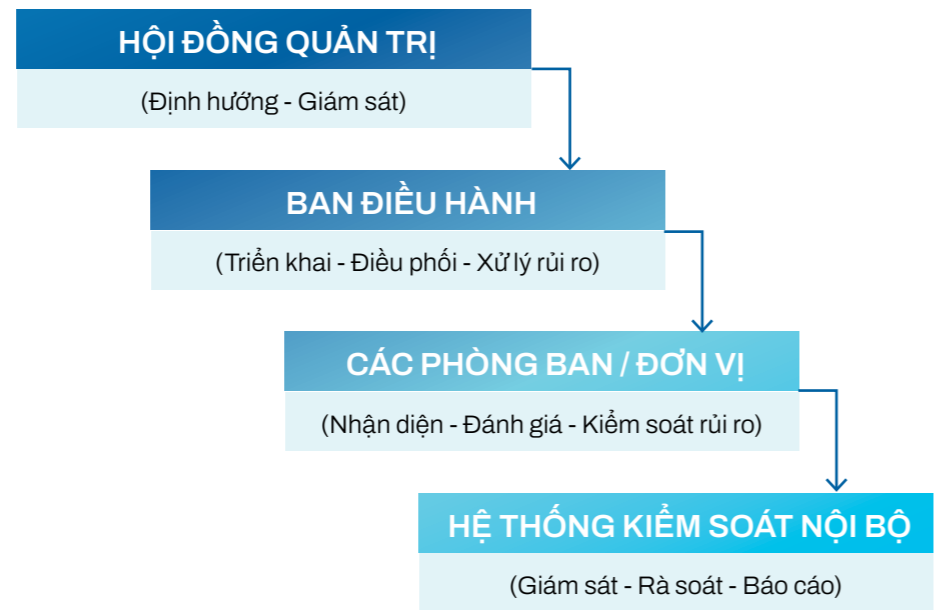 HỘI ĐỒNG QUẢN TRỊ
(Định hướng - Giám sát)
BAN ĐIỀU HÀNH
(Triển khai - Điều phối - Xử lý rủi ro)
CÁC PHÒNG BAN / ĐƠN VỊ
(Nhận diện - Đánh giá - Kiểm soát rủi ro)
HỆ THỐNG KIỂM SOÁT NỘI BỘ
(Giám sát - Rà soát - Báo cáo)